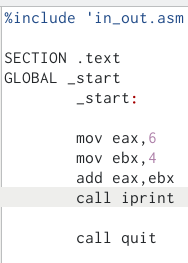 %include 'in_out.asm
SECTION .text
GLOBAL _start
_start:
mov eax,6
mov ebx,4
add eax,ebx
call iprint
call quit